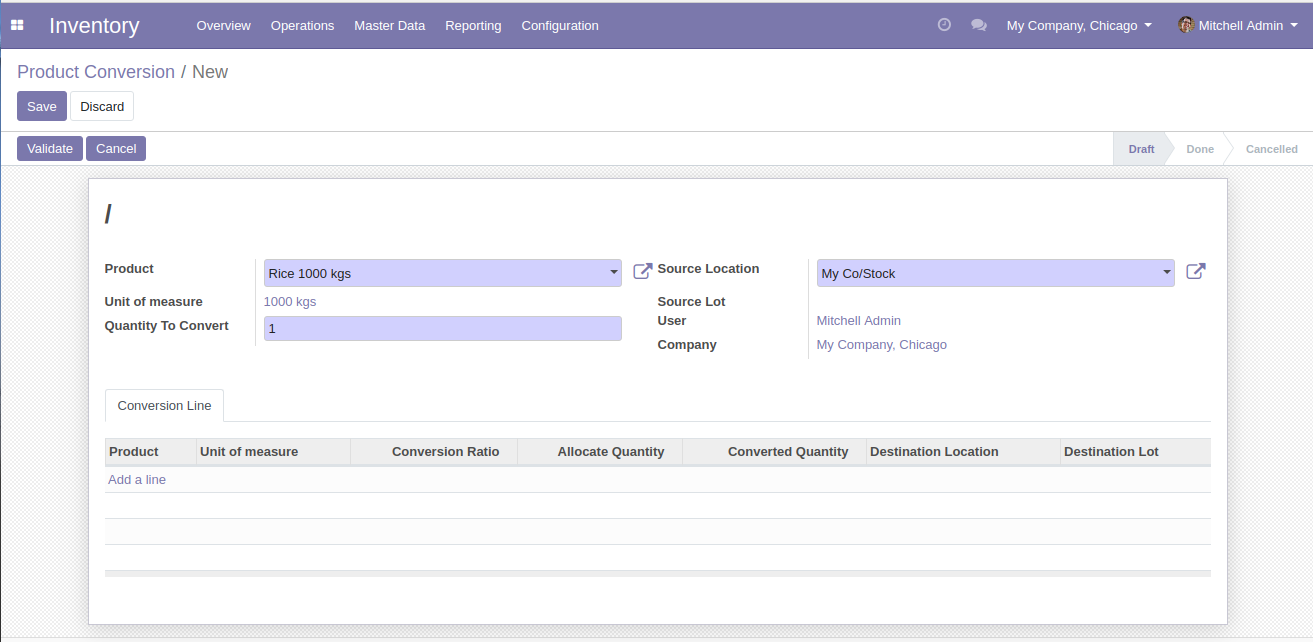 Inventory Overview Operations Master Data Reporting Configuration My Company, Chicago Mitchell Admin
Product Conversion / New
Save Discard
Validate Cancel Draft Done Cancelled
/
Product Rice 1000 kgs Source Location My Co/Stock
Unit of measure 1000 kgs Source Lot
Quantity To Convert 1 User Mitchell Admin
Company My Company, Chicago
Conversion Line
Product Unit of measure Conversion Ratio Allocate Quantity Converted Quantity Destination Location Destination Lot
Add a line